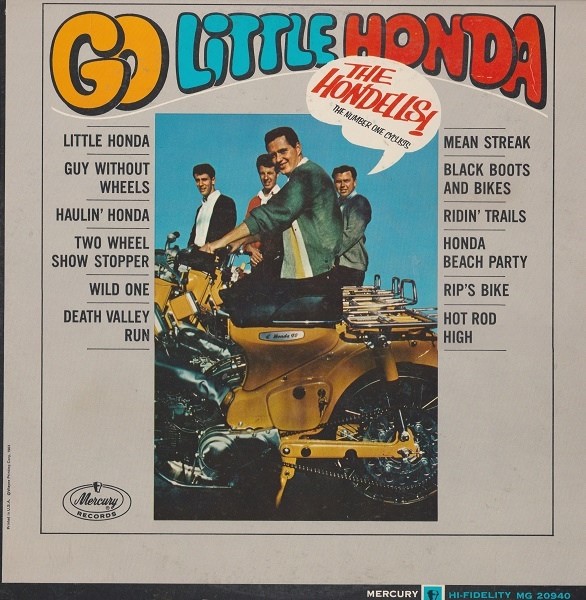 GO LITTLE HONDA
THE
HONDELLS!
THE NUMBER ONE CYCLISTS
LITTLE HONDA
GUY WITHOUT
WHEELS
HAULIN' HONDA
TWO WHEEL
SHOW STOPPER
WILD ONE
DEATH VALLEY
RUN
MEAN STREAK
BLACK BOOTS
AND BIKES
RIDIN' TRAILS
HONDA
BEACH PARTY
RIP'S BIKE
HOT ROD
HIGH
Mercury
RECORDS
Printed in U.S.A.
MERCURY HI-FIDELITY MG 20940